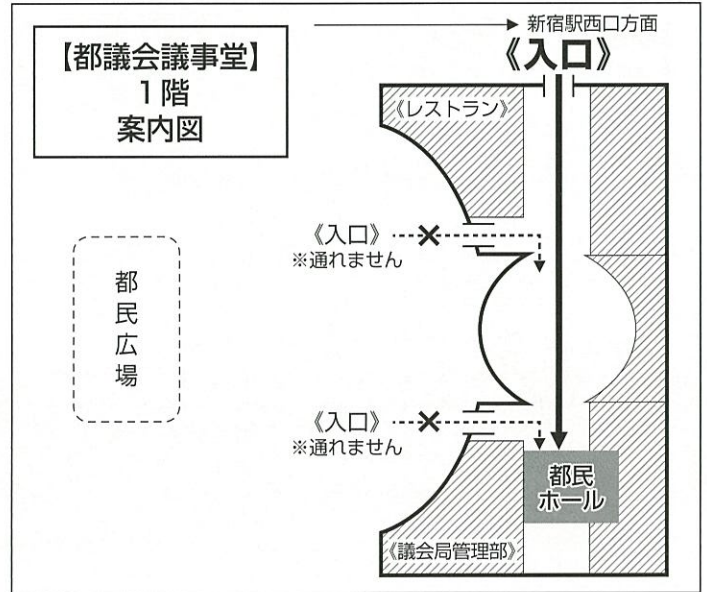 【都議会議事堂】
1階
案内図
新宿駅西口方面
《入口》
《レストラン》
《入口》
※通れません
都民広場
《入口》
※通れません
都民
ホール
《議会局管理部》